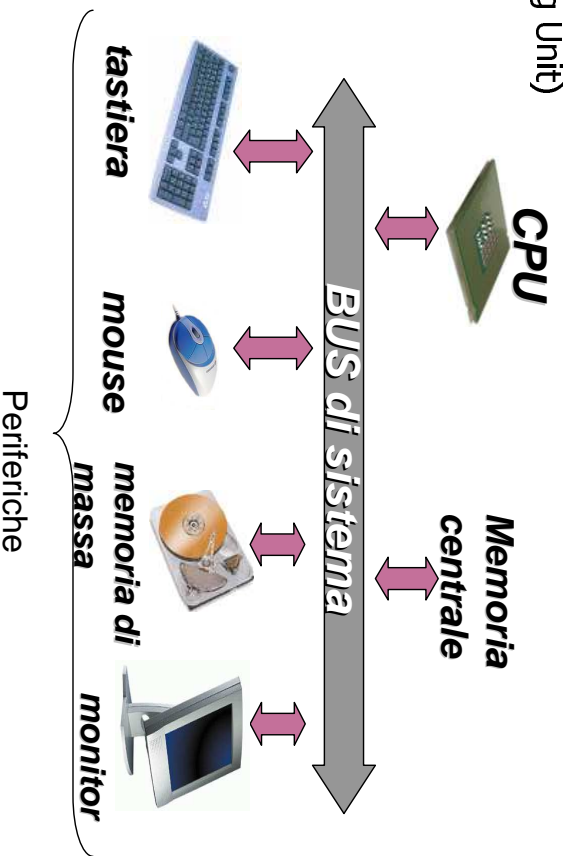 g Unit)
CPU
Memoria
centrale
BUS di sistema
tastiera
mouse
memoria di
massa
monitor
Periferiche